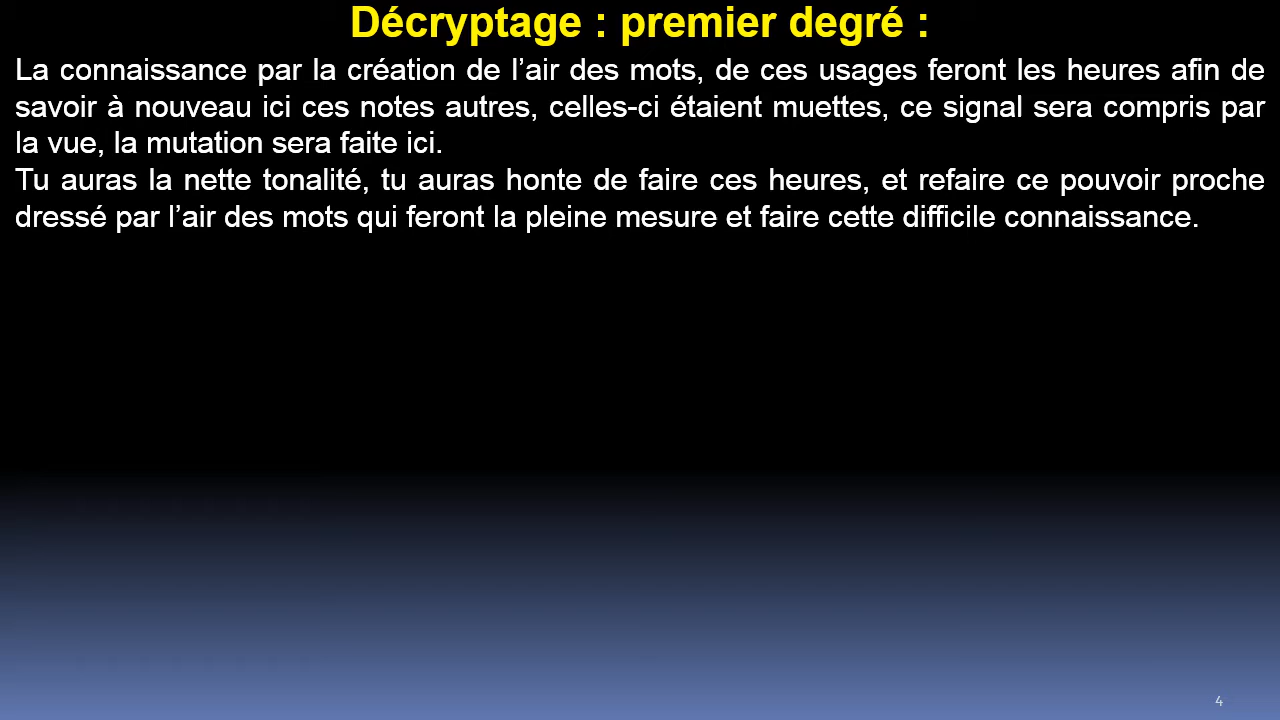 Décryptage : premier degré :
La connaissance par la création de l’air des mots, de ces usages feront les heures afin de
savoir à nouveau ici ces notes autres, celles-ci étaient muettes, ce signal sera compris par
la vue, la mutation sera faite ici.
Tu auras la nette tonalité, tu auras honte de faire ces heures, et refaire ce pouvoir proche
dressé par l’air des mots qui feront la pleine mesure et faire cette difficile connaissance.
4